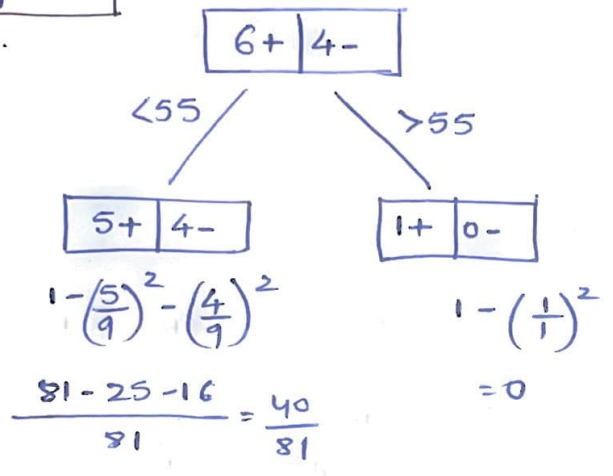 6+ 4-
<55 >55
5+ 4- 1+ 0-
1-(5/9)² - (4/9)² 1-(1/1)²
(81-25-16)/81 = 40/81 =0